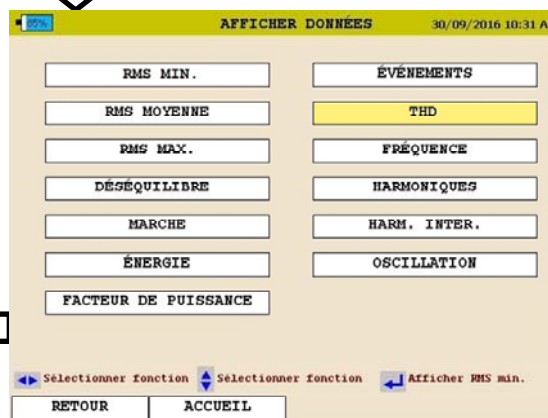 85% AFFICHER DONNÉES 30/09/2016 10:31 A
RMS MIN. ÉVÉNEMENTS
RMS MOYENNE THD
RMS MAX. FRÉQUENCE
DÉSÉQUILIBRE HARMONIQUES
MARCHE HARM. INTER.
ÉNERGIE OSCILLATION
FACTEUR DE PUISSANCE
Sélectionner fonction Sélectionner fonction Afficher RMS min.
RETOUR ACCUEIL